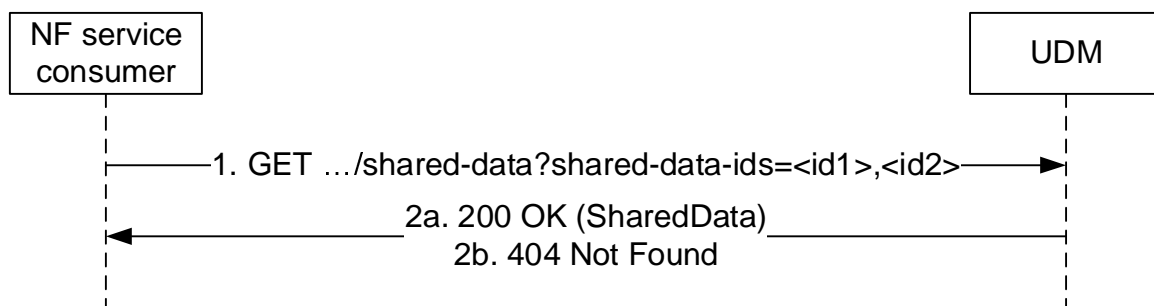 NF service
consumer
UDM
1. GET …/shared-data?shared-data-ids=<id1>,<id2>
2a. 200 OK (SharedData)
2b. 404 Not Found